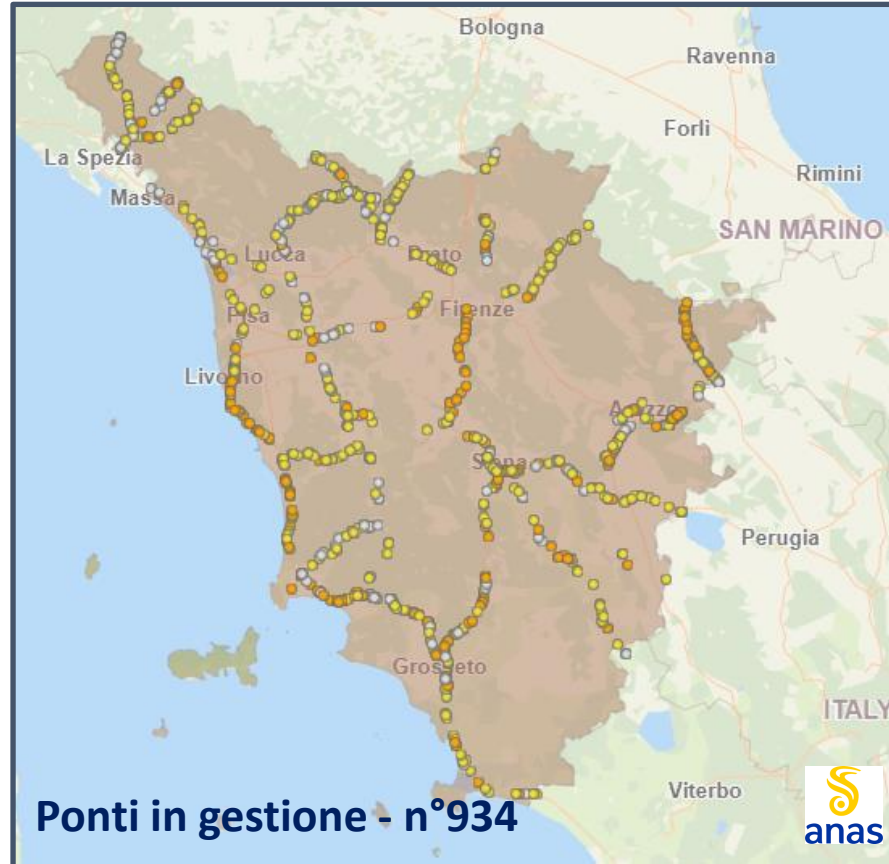 Bologna
Ravenna
Forlì
La Spezia
Rimini
Massa
SAN MARINO
Lucca
Prato
Pisa
Firenze
Livorno
Arezzo
Siena
Perugia
Grosseto
ITALY
Viterbo
Ponti in gestione - n°934
anas